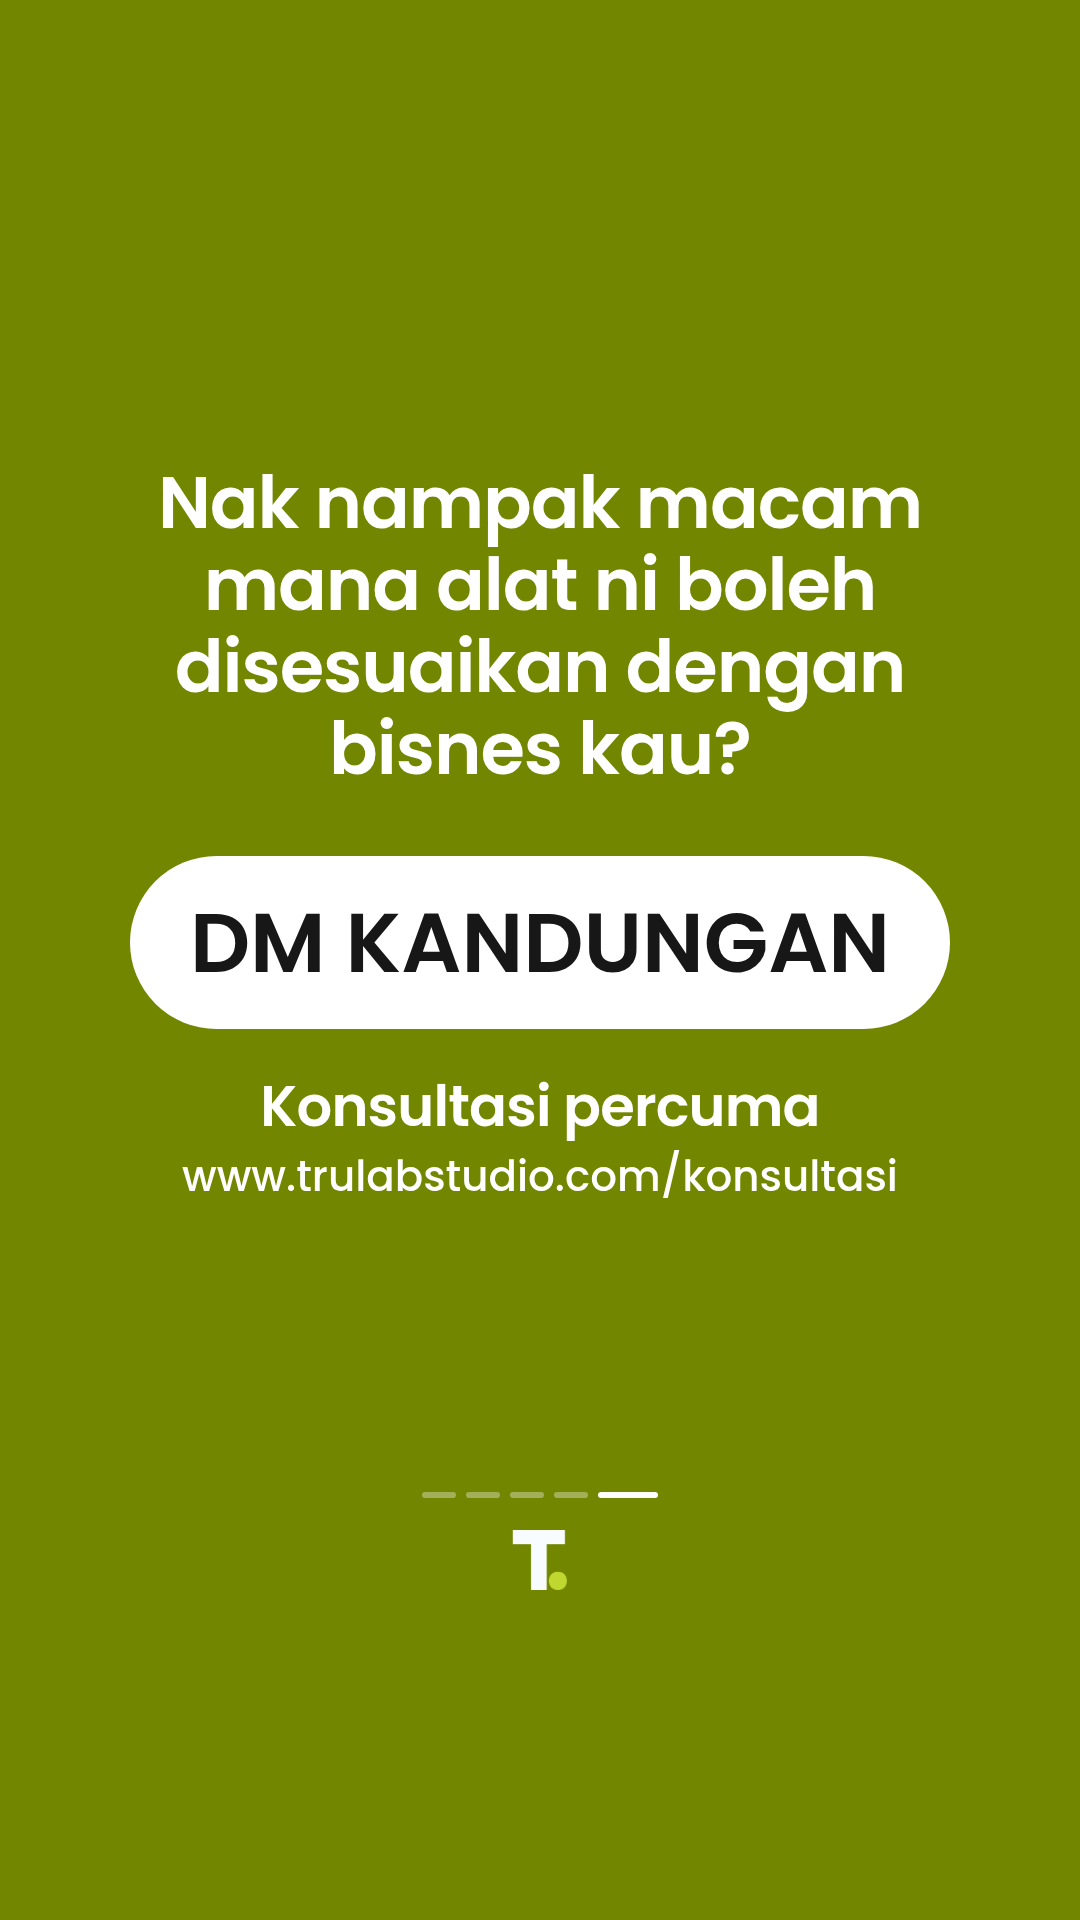 Nak nampak macam
mana alat ni boleh
disesuaikan dengan
bisnes kau?
DM KANDUNGAN
Konsultasi percuma
www.trulabstudio.com/konsultasi
T.